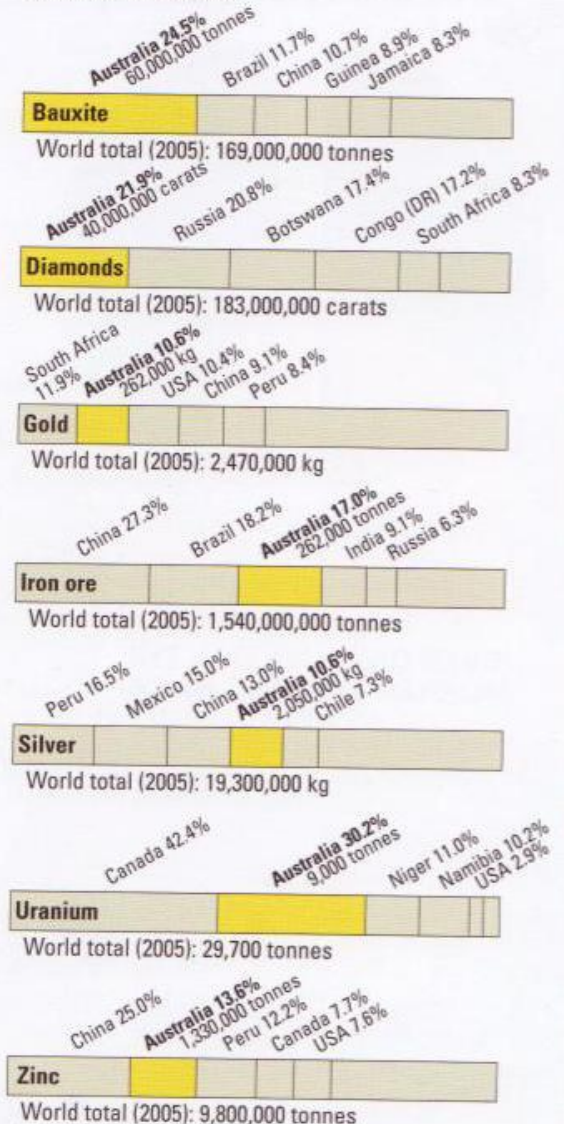 Australia 24.5%
60,000,000 tonnes
Brazil 11.7%
China 10.7%
Guinea 8.9%
Jamaica 8.3%
Bauxite
World total (2005): 169,000,000 tonnes
Australia 21.9%
40,000,000 carats
Russia 20.8%
Botswana 17.4%
Congo (DR) 17.2%
South Africa 8.3%
Diamonds
World total (2005): 183,000,000 carats
South Africa
11.9%
Australia 10.6%
262,000 kg
USA 10.4%
China 9.1%
Peru 8.4%
Gold
World total (2005): 2,470,000 kg
China 27.3%
Brazil 18.2%
Australia 17.0%
262,000 tonnes
India 9.1%
Russia 6.3%
Iron ore
World total (2005): 1,540,000,000 tonnes
Peru 16.5%
Mexico 15.0%
China 13.0%
Australia 10.6%
2,050,000 kg
Chile 7.3%
Silver
World total (2005): 19,300,000 kg
Canada 42.4%
Australia 30.2%
9,000 tonnes
Niger 11.0%
Namibia 10.2%
USA 2.9%
Uranium
World total (2005): 29,700 tonnes
China 25.0%
Australia 13.6%
1,330,000 tonnes
Peru 12.2%
Canada 7.7%
USA 7.6%
Zinc
World total (2005): 9,800,000 tonnes